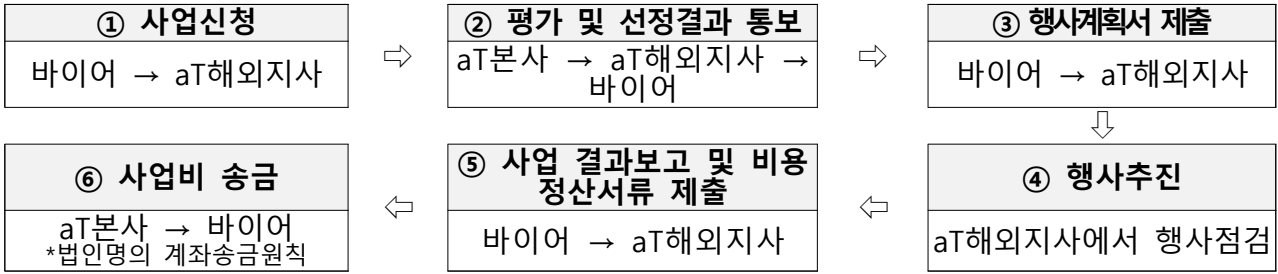 ① 사업신청
바이어 → aT해외지사
⇨
② 평가 및 선정결과 통보
aT본사 → aT해외지사 →
바이어
⇨
③ 행사계획서 제출
바이어 → aT해외지사
⇩
④ 행사추진
aT해외지사에서 행사점검
⇦
⑤ 사업 결과보고 및 비용
정산서류 제출
바이어 → aT해외지사
⇦
⑥ 사업비 송금
aT본사 → 바이어
*법인명의 계좌송금원칙